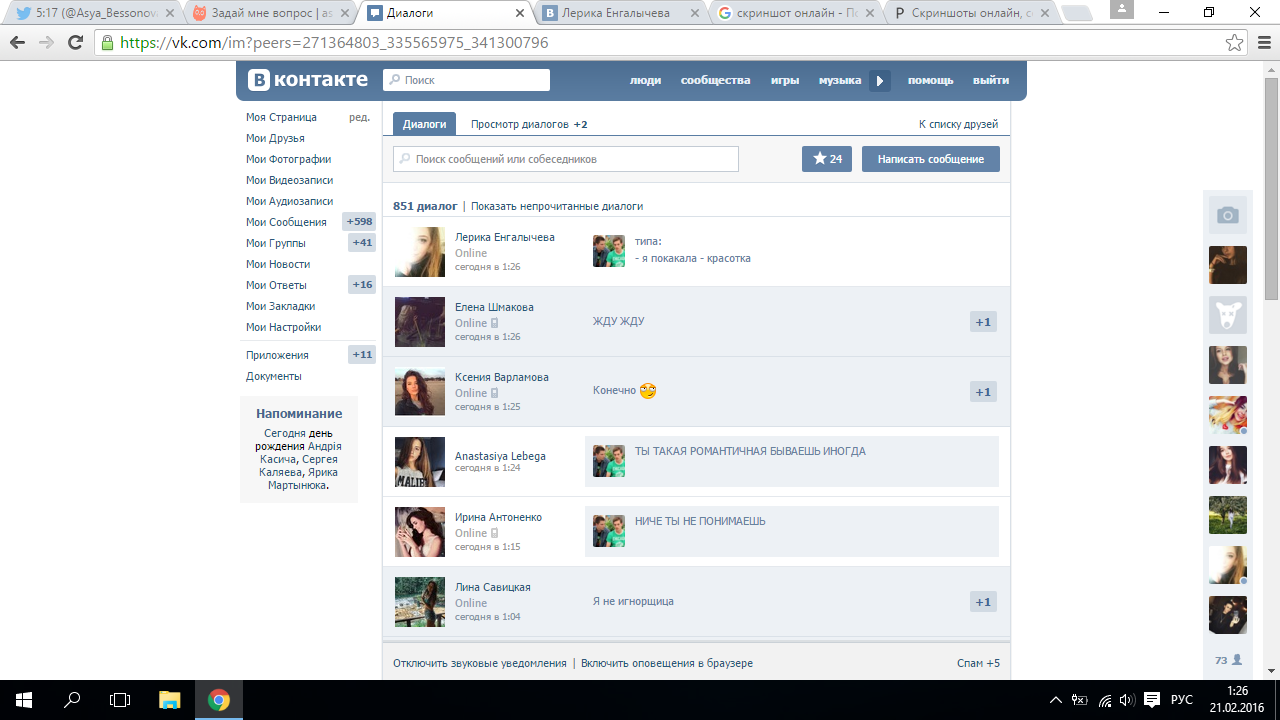 5:17 (@Asya_Bessonov
Задай мне вопрос | as
Диалоги
Лерика Енгалычева
скриншот онлайн - По
Скриншоты онлайн, с
https://vk.com/im?peers=271364803_335565975_341300796
В контакте
Поиск
люди
сообщества
игры
музыка
помощь
выйти
Моя Страница
ред.
Мои Друзья
Мои Фотографии
Мои Видеозаписи
Мои Аудиозаписи
Мои Сообщения +598
Мои Группы +41
Мои Новости
Мои Ответы +16
Мои Закладки
Мои Настройки
Приложения +11
Документы
Напоминание
Сегодня день
рождения Андрія
Касича, Сергея
Каляева, Ярика
Мартынюка.
Диалоги
Просмотр диалогов +2
К списку друзей
Поиск сообщений или собеседников
24
Написать сообщение
851 диалог | Показать непрочитанные диалоги
Лерика Енгалычева
Online
сегодня в 1:26
типа:
- я покакала - красотка
Елена Шмакова
Online
сегодня в 1:26
ЖДУ ЖДУ
+1
Ксения Варламова
Online
сегодня в 1:25
Конечно
+1
Anastasiya Lebega
сегодня в 1:24
ТЫ ТАКАЯ РОМАНТИЧНАЯ БЫВАЕШЬ ИНОГДА
Ирина Антоненко
Online
сегодня в 1:15
НИЧЕ ТЫ НЕ ПОНИМАЕШЬ
Лина Савицкая
Online
сегодня в 1:04
Я не игнорщица
+1
Отключить звуковые уведомления | Включить оповещения в браузере
Спам +5
73
РУС
1:26
21.02.2016